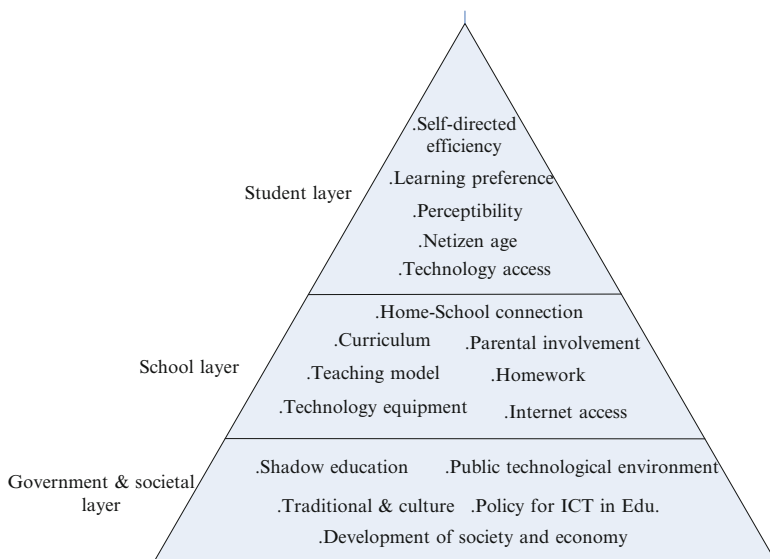 .Self-directed
efficiency
.Learning preference
Student layer
.Perceptibility
.Netizen age
.Technology access
.Home-School connection
.Curriculum .Parental involvement
School layer
.Teaching model .Homework
.Technology equipment .Internet access
.Shadow education .Public technological environment
Government & societal
layer
.Traditional & culture .Policy for ICT in Edu.
.Development of society and economy